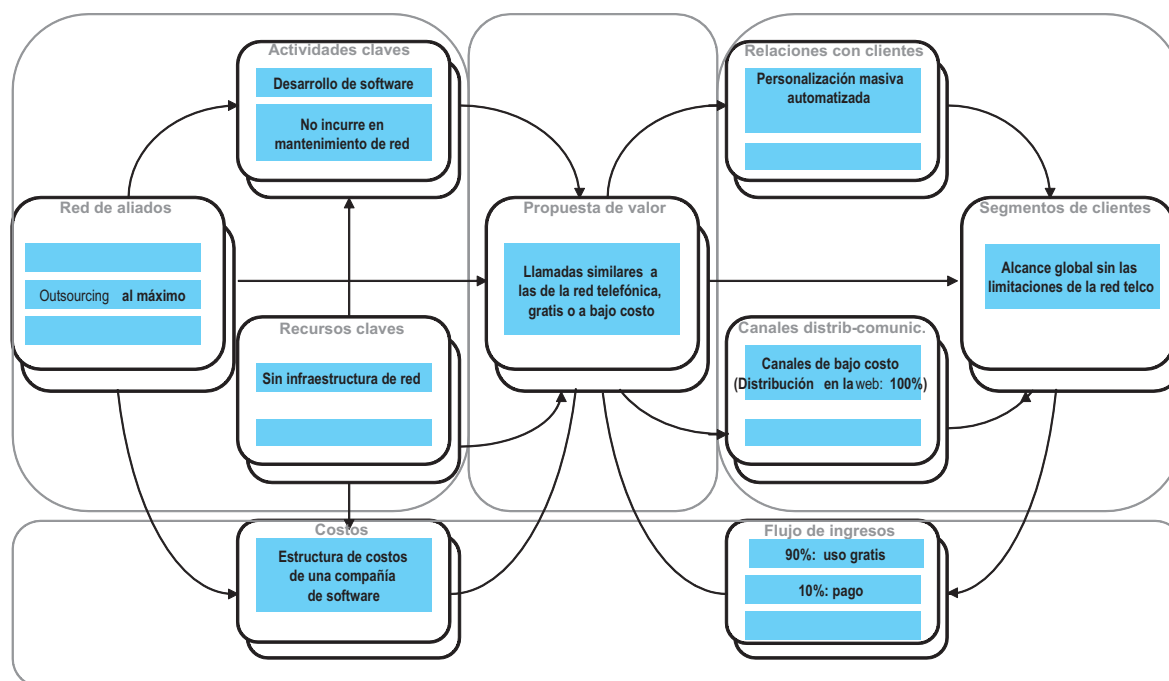 Actividades claves
Desarrollo de software
No incurre en
mantenimiento de red
Relaciones con clientes
Personalización masiva
automatizada
Red de aliados
Outsourcing al máximo
Propuesta de valor
Llamadas similares a
las de la red telefónica,
gratis o a bajo costo
Segmentos de clientes
Alcance global sin las
limitaciones de la red telco
Recursos claves
Sin infraestructura de red
Canales distrib-comunic.
Canales de bajo costo
(Distribución en la web: 100%)
Costos
Estructura de costos
de una compañía
de software
Flujo de ingresos
90%: uso gratis
10%: pago